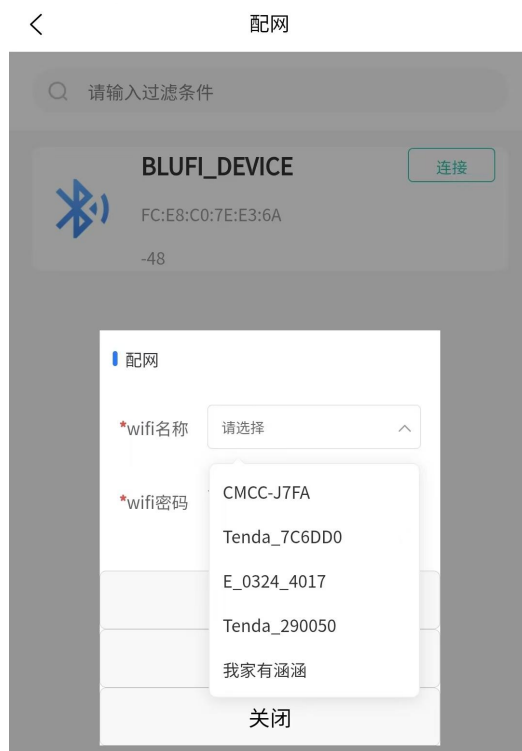 配网
请输入过滤条件
BLUFI_DEVICE
连接
FC:E8:C0:7E:E3:6A
-48
配网
*wifi名称 请选择
*wifi密码
CMCC-J7FA
Tenda_7C6DD0
E_0324_4017
Tenda_290050
我家有涵涵
关闭